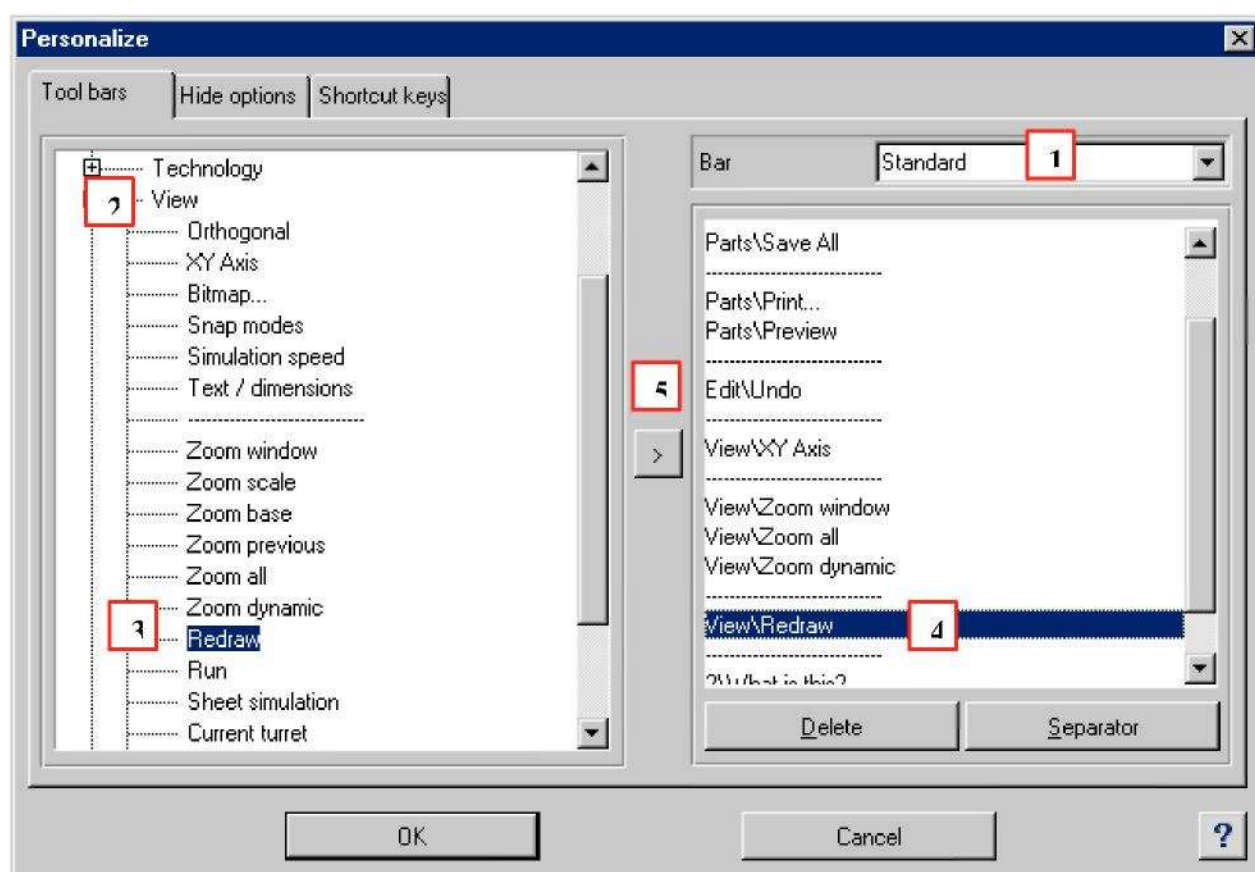 Personalize
Tool bars
Hide options
Shortcut keys
Technology
View
Orthogonal
XY Axis
Bitmap...
Snap modes
Simulation speed
Text / dimensions
----------------------------
Zoom window
Zoom scale
Zoom base
Zoom previous
Zoom all
Zoom dynamic
Redraw
Run
Sheet simulation
Current turret
2
3
5
>
Bar
Standard
1
Parts\Save All
----------------------------
Parts\Print...
Parts\Preview
----------------------------
Edit\Undo
----------------------------
View\XY Axis
----------------------------
View\Zoom window
View\Zoom all
View\Zoom dynamic
----------------------------
View\Redraw
4
----------------------------
?\What is this?
Delete
Separator
OK
Cancel
?